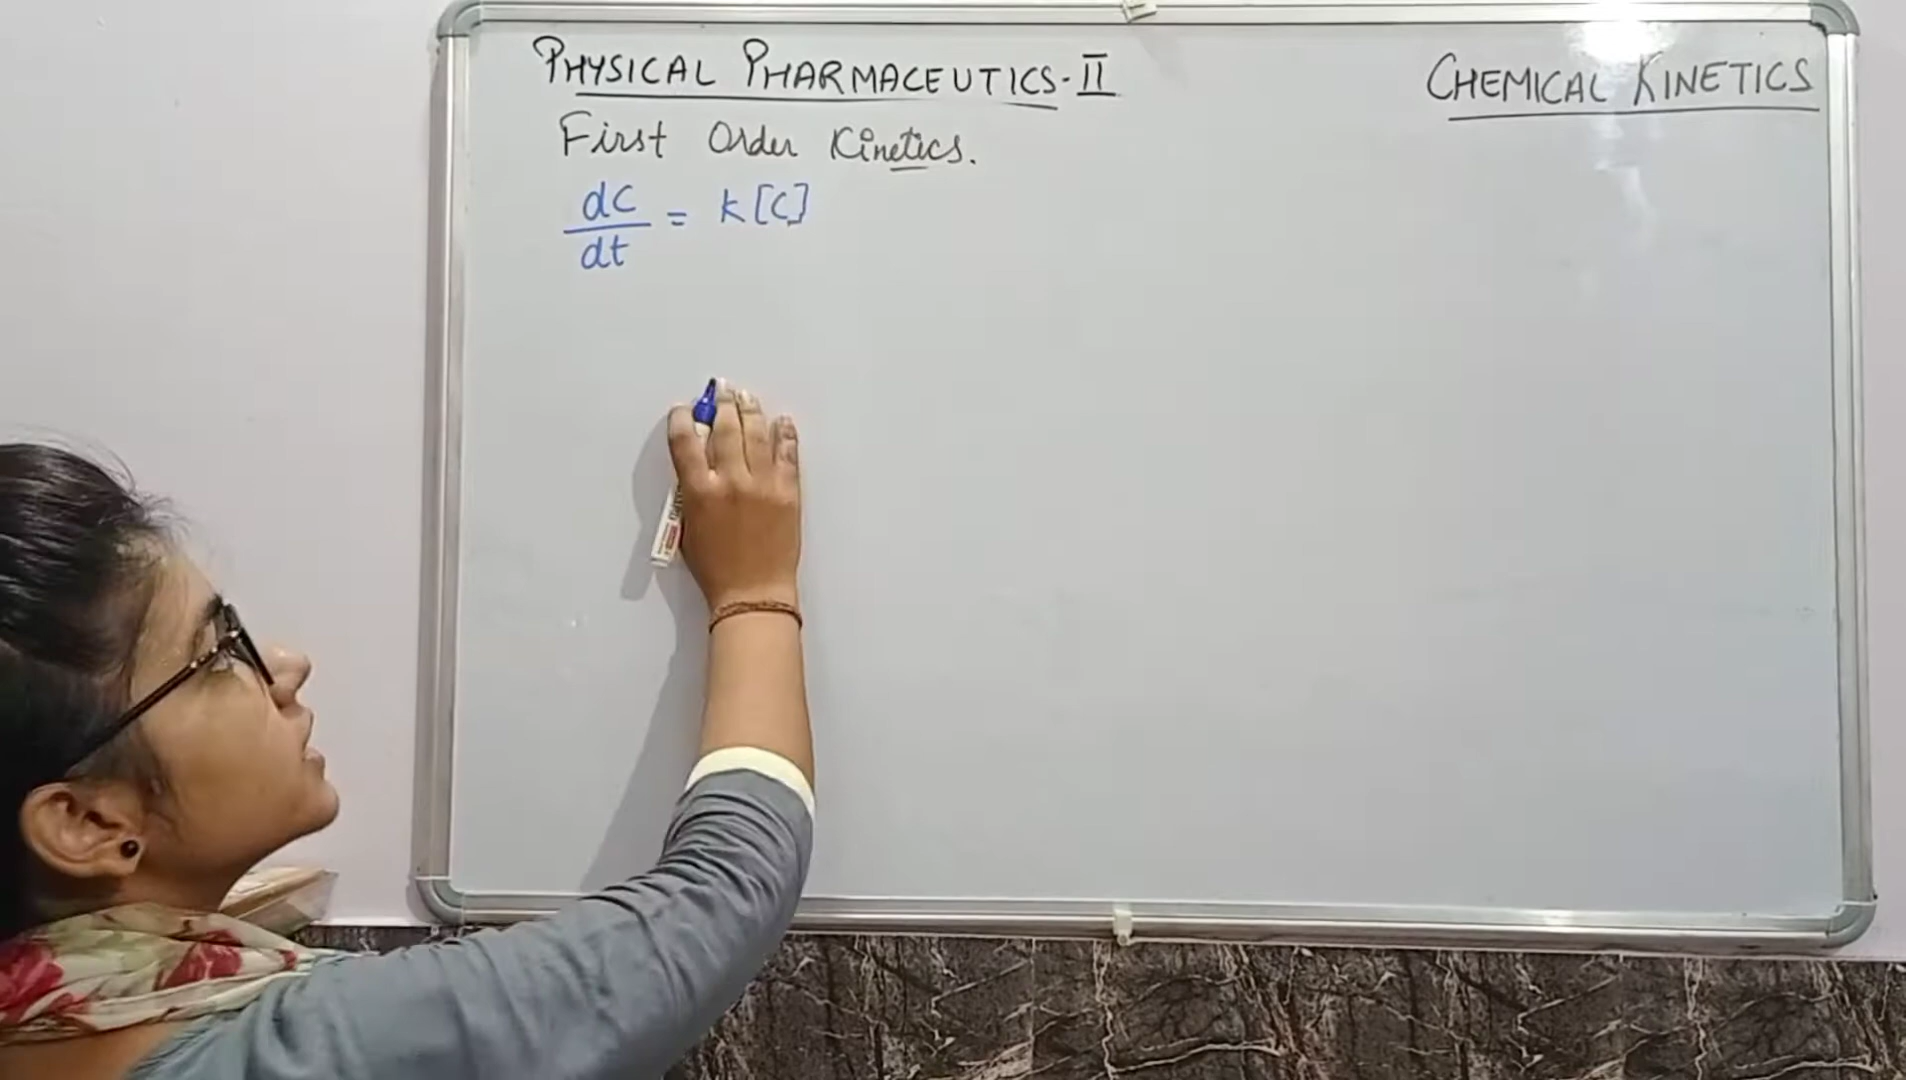 PHYSICAL PHARMACEUTICS-II
CHEMICAL KINETICS
First Order Kinetics.
dc/dt = k[C]